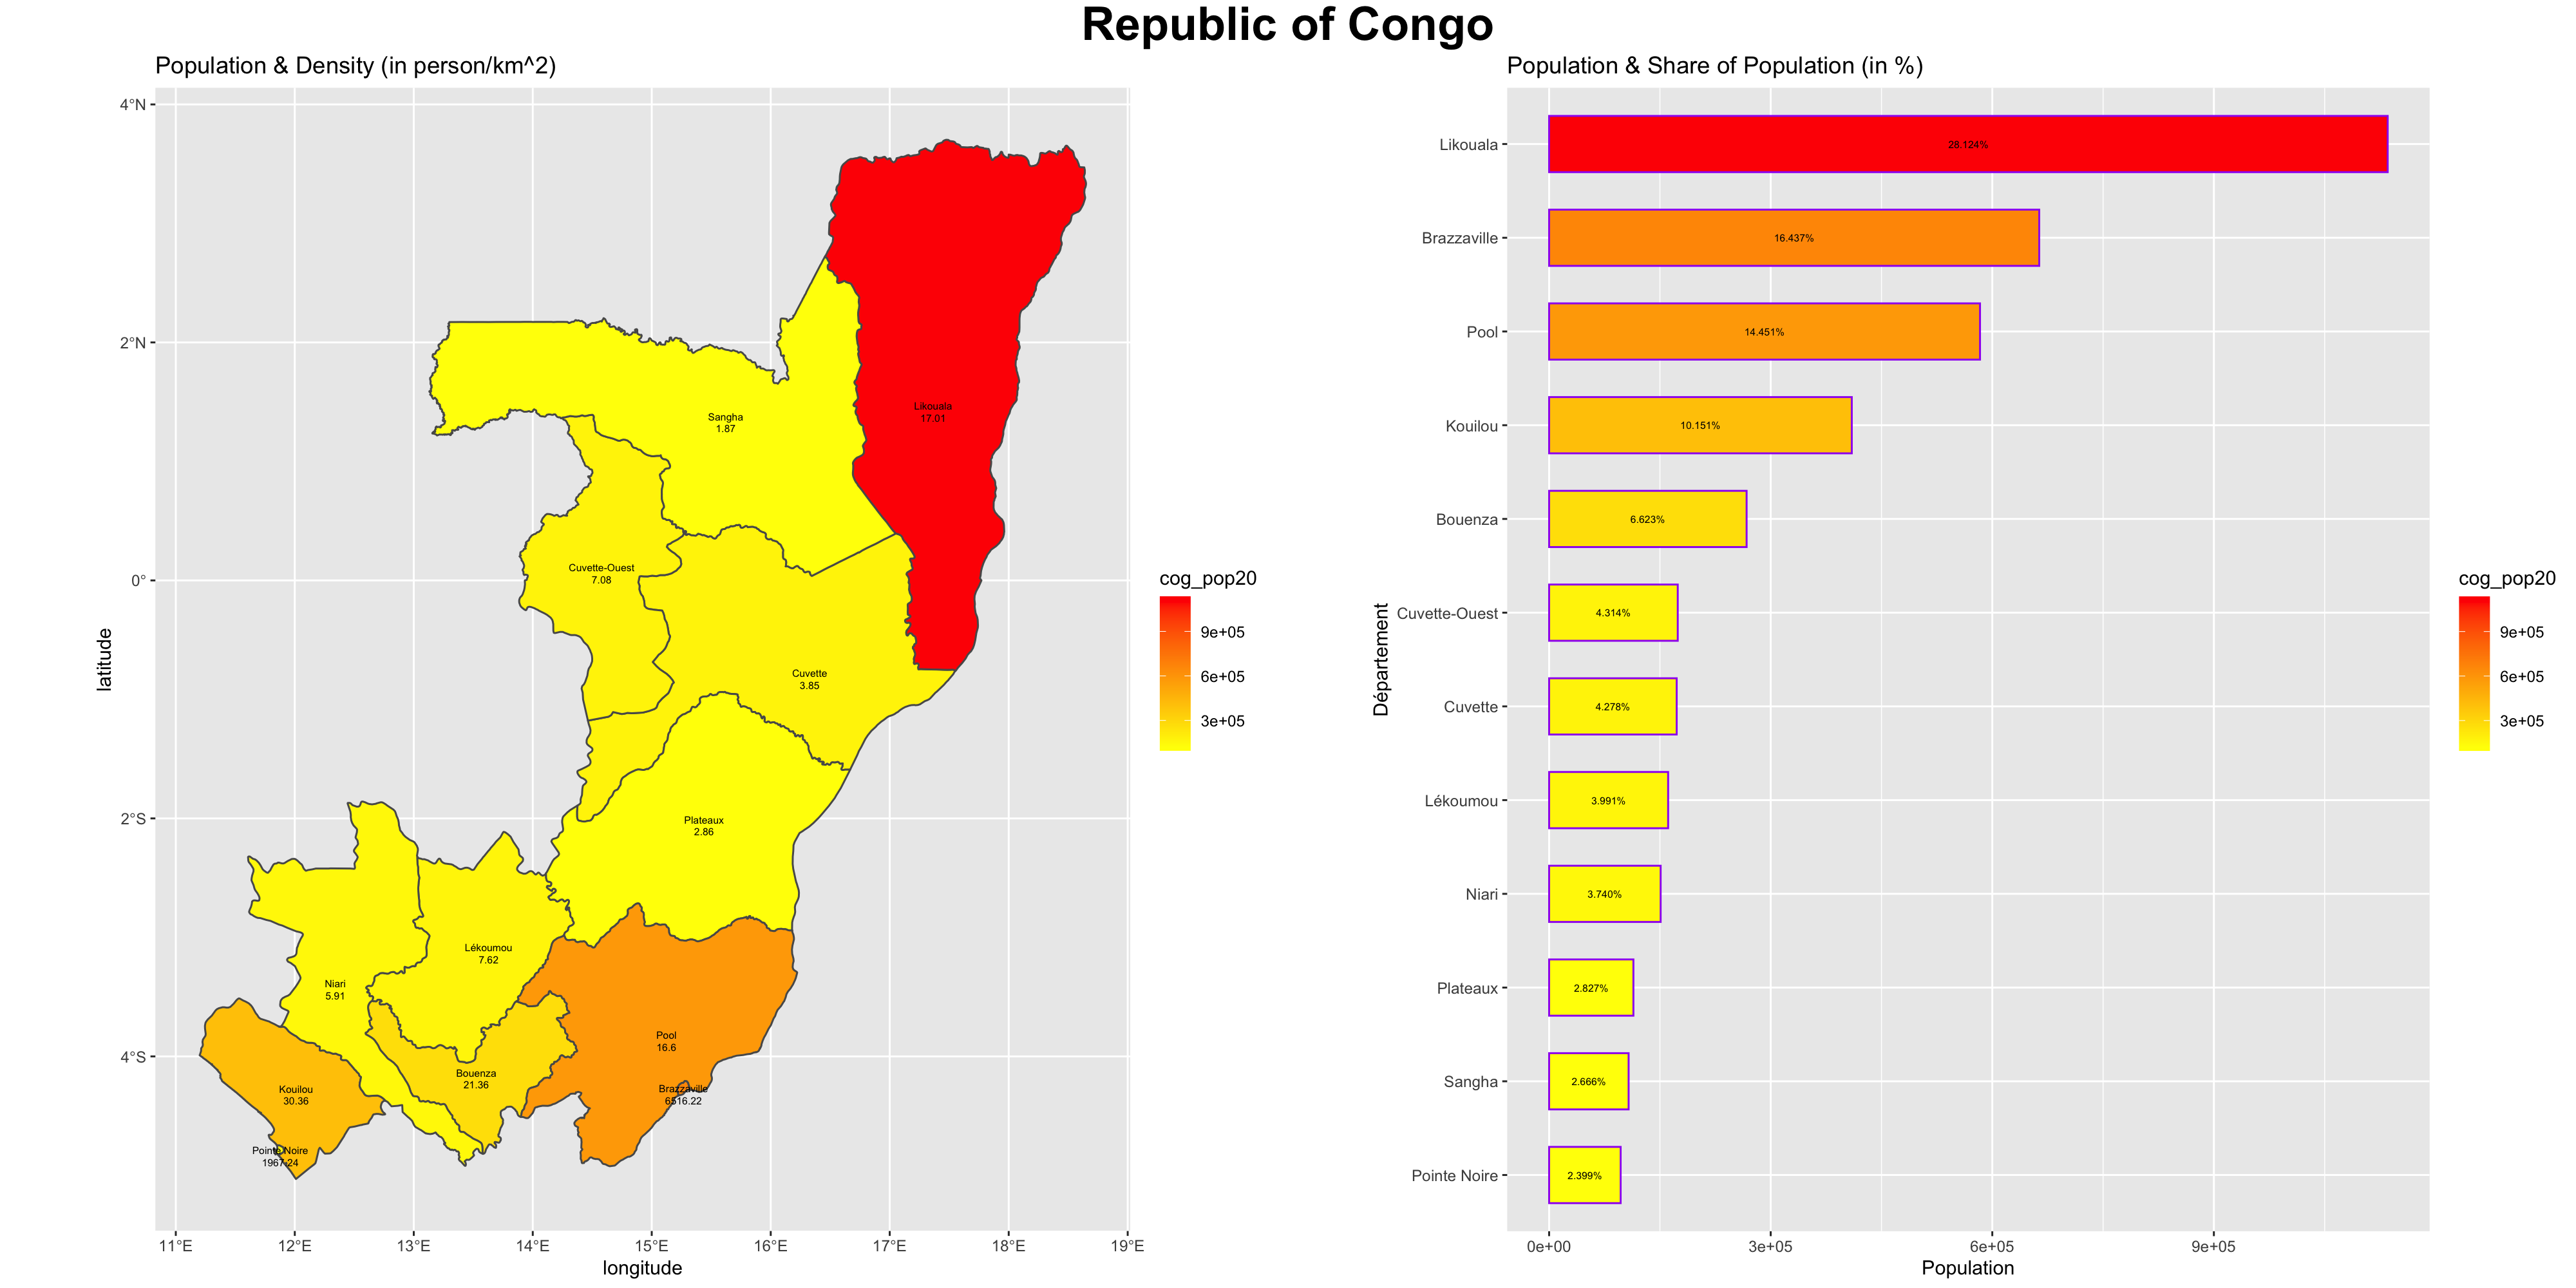 Republic of Congo
Population & Density (in person/km^2)
4°N
2°N
0°
2°S
4°S
latitude
Likouala
17.01
Sangha
1.87
Cuvette-Ouest
7.08
Cuvette
3.85
Plateaux
2.86
Lékoumou
7.62
Niari
5.91
Pool
16.6
Bouenza
21.36
Kouilou
30.36
Brazzaville
6516.22
Pointe Noire
1967.24
11°E
12°E
13°E
14°E
15°E
16°E
17°E
18°E
19°E
longitude
cog_pop20
9e+05
6e+05
3e+05
Population & Share of Population (in %)
Département
Likouala
28.124%
Brazzaville
16.437%
Pool
14.451%
Kouilou
10.151%
Bouenza
6.623%
Cuvette-Ouest
4.314%
Cuvette
4.278%
Lékoumou
3.991%
Niari
3.740%
Plateaux
2.827%
Sangha
2.666%
Pointe Noire
2.399%
0e+00
3e+05
6e+05
9e+05
Population
cog_pop20
9e+05
6e+05
3e+05